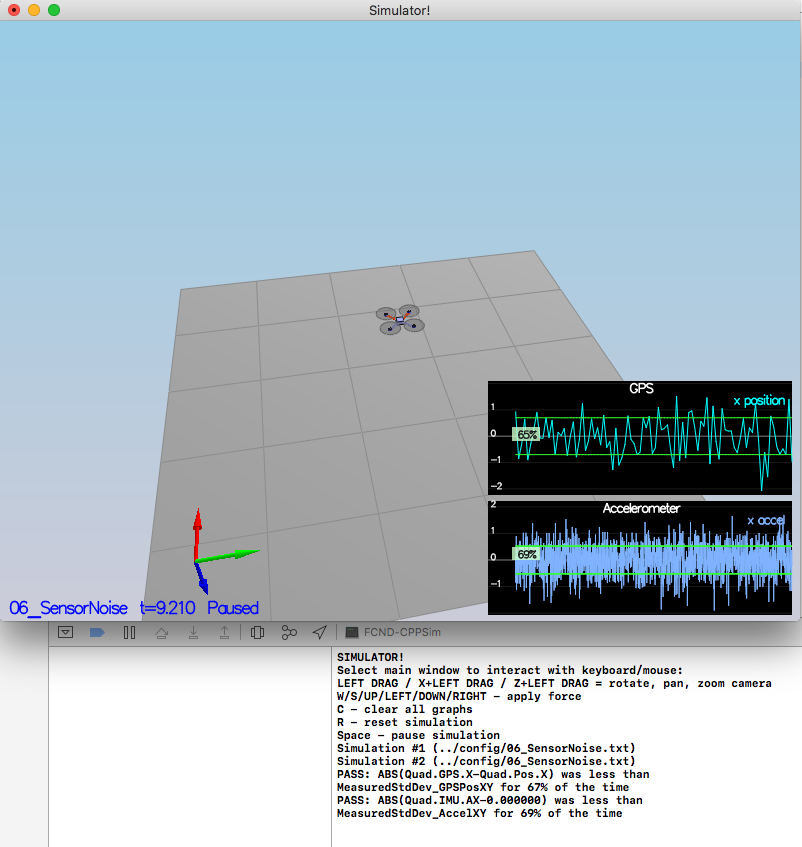 Simulator!
GPS
x position
1
0
65%
−1
−2
Accelerometer
2
x accel
1
0
69%
−1
06_SensorNoise t=9.210 Paused
FCND-CPPSim
SIMULATOR!
Select main window to interact with keyboard/mouse:
LEFT DRAG / X+LEFT DRAG / Z+LEFT DRAG = rotate, pan, zoom camera
W/S/UP/LEFT/DOWN/RIGHT - apply force
C - clear all graphs
R - reset simulation
Space - pause simulation
Simulation #1 (../config/06_SensorNoise.txt)
Simulation #2 (../config/06_SensorNoise.txt)
PASS: ABS(Quad.GPS.X-Quad.Pos.X) was less than
MeasuredStdDev_GPSPosXY for 67% of the time
PASS: ABS(Quad.IMU.AX-0.000000) was less than
MeasuredStdDev_AccelXY for 69% of the time